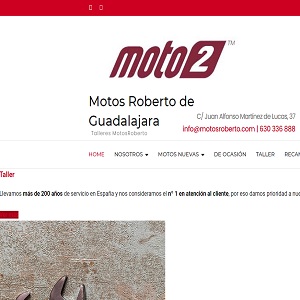 moto2™
Motos Roberto de
Guadalajara
Talleres MotosRoberto
C/ Juan Alfonso Martínez de Lucas, 37
info@motosroberto.com | 630 336 888
HOME NOSOTROS MOTOS NUEVAS DE OCASIÓN TALLER RECAM
Taller
Llevamos más de 200 años de servicio en España y nos consideramos el n° 1 en atención al cliente, por eso damos prioridad a nue